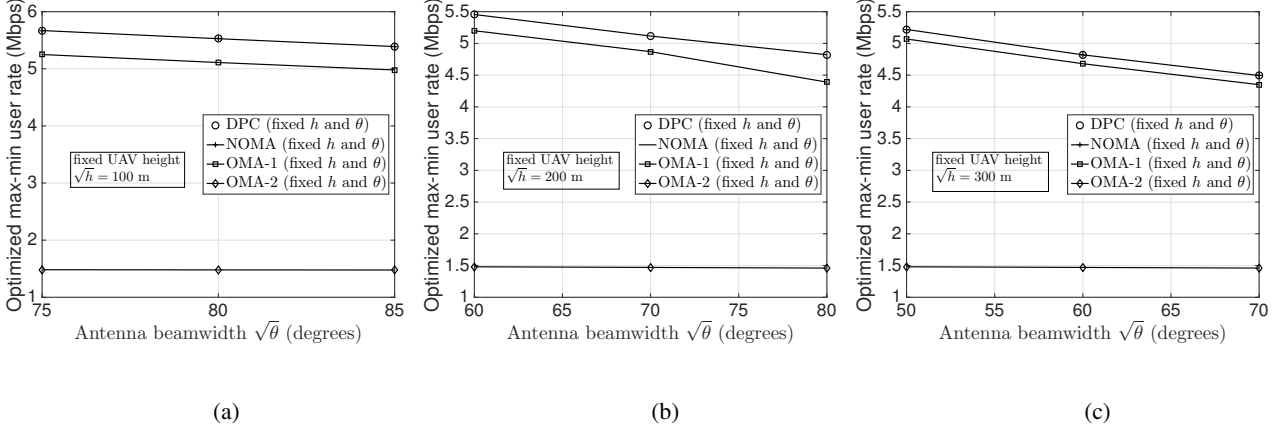 Optimized max-min user rate (Mbps)
6
5
4
3
2
1
DPC (fixed h and θ)
NOMA (fixed h and θ)
OMA-1 (fixed h and θ)
OMA-2 (fixed h and θ)
fixed UAV height
√h = 100 m
75 80 85
Antenna beamwidth √θ (degrees)
(a)
Optimized max-min user rate (Mbps)
5.5
5
4.5
4
3.5
3
2.5
2
1.5
1
DPC (fixed h and θ)
NOMA (fixed h and θ)
OMA-1 (fixed h and θ)
OMA-2 (fixed h and θ)
fixed UAV height
√h = 200 m
60 65 70 75 80
Antenna beamwidth √θ (degrees)
(b)
Optimized max-min user rate (Mbps)
5.5
5
4.5
4
3.5
3
2.5
2
1.5
1
DPC (fixed h and θ)
NOMA (fixed h and θ)
OMA-1 (fixed h and θ)
OMA-2 (fixed h and θ)
fixed UAV height
√h = 300 m
50 55 60 65 70
Antenna beamwidth √θ (degrees)
(c)